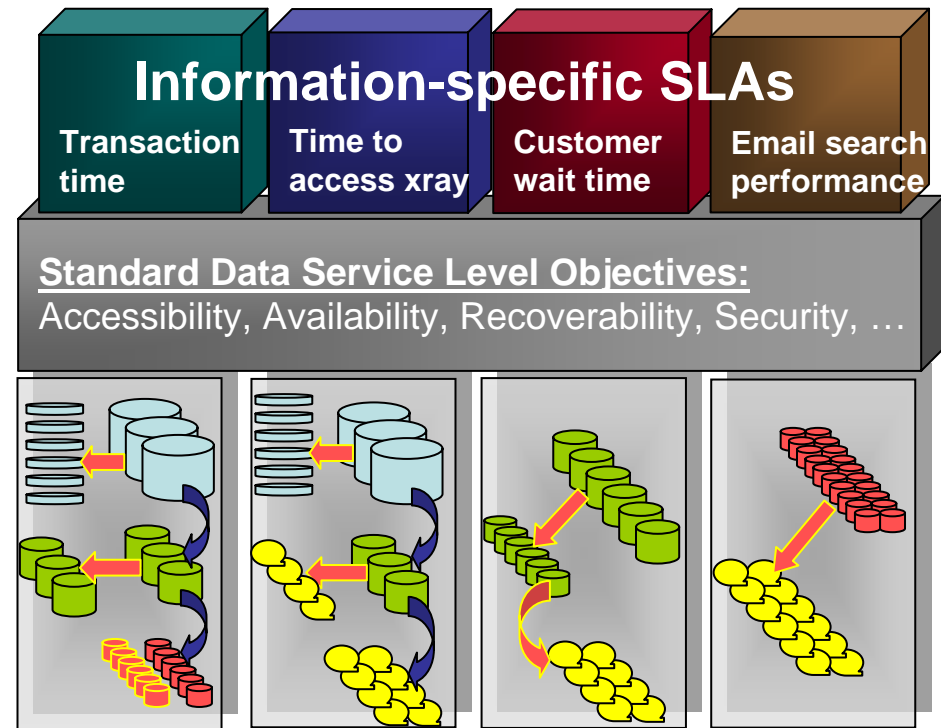 Information-specific SLAs
Transaction
time
Time to
access xray
Customer
wait time
Email search
performance
Standard Data Service Level Objectives:
Accessibility, Availability, Recoverability, Security, …